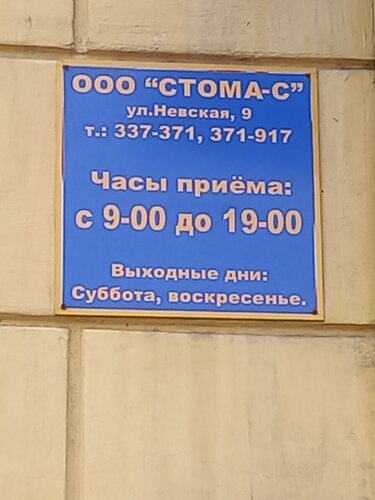 ООО "СТОМА-С"
ул.Невская, 9
т.: 337-371, 371-917
Часы приёма:
с 9-00 до 19-00
Выходные дни:
Суббота, воскресенье.